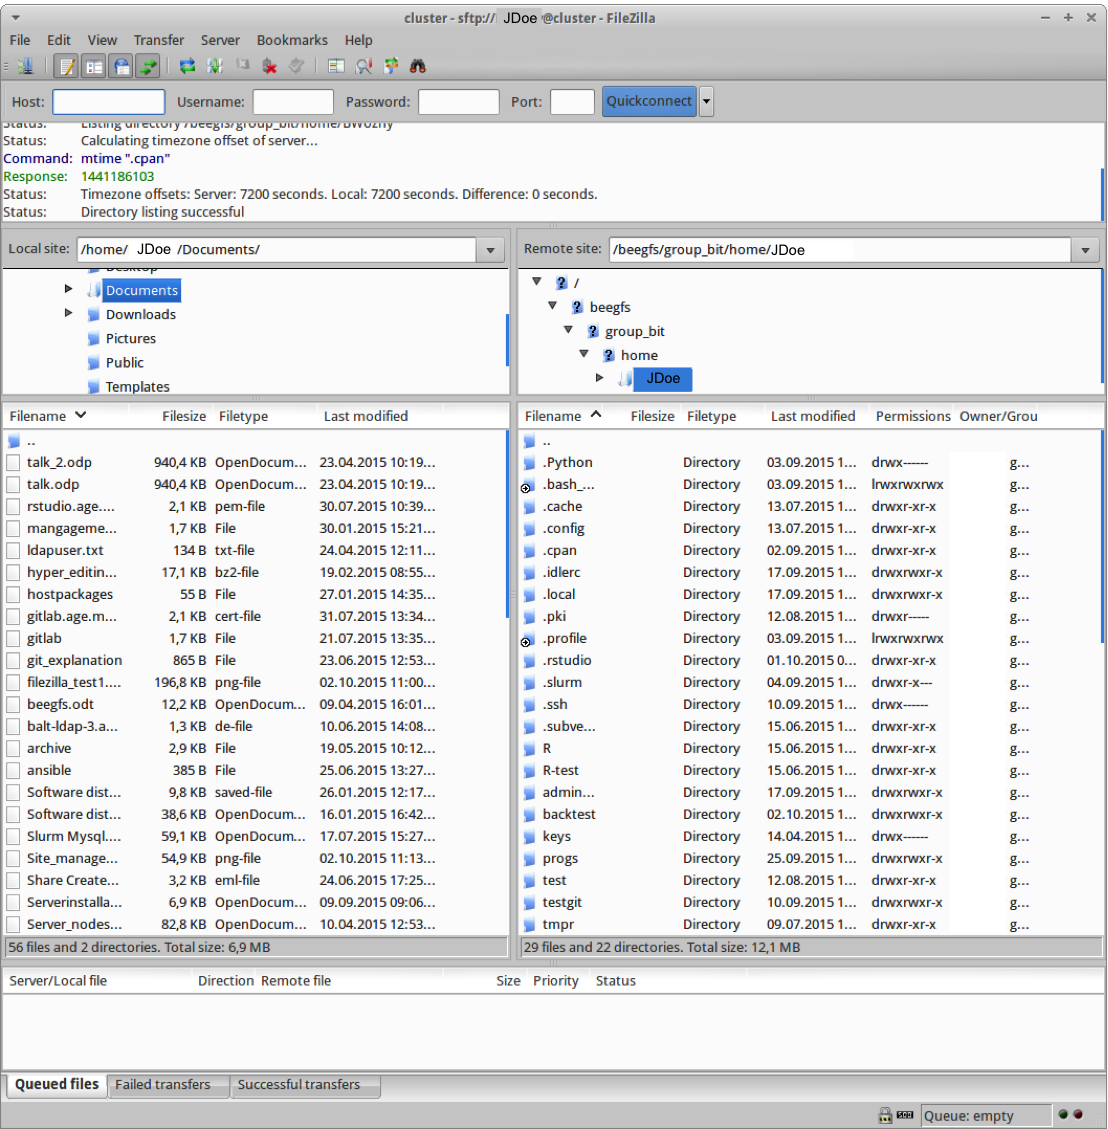 cluster - sftp:// JDoe @cluster - FileZilla
File Edit View Transfer Server Bookmarks Help
Host: Username: Password: Port: Quickconnect
Status: Listing directory /beegfs/group_bit/home/
Status: Calculating timezone offset of server...
Command: mtime ".cpan"
Response: 1441186103
Status: Timezone offsets: Server: 7200 seconds. Local: 7200 seconds. Difference: 0 seconds.
Status: Directory listing successful
Local site: /home/ JDoe /Documents/
Desktop
Documents
Downloads
Pictures
Public
Templates
Filename Filesize Filetype Last modified
..
talk_2.odp 940,4 KB OpenDocum... 23.04.2015 10:19...
talk.odp 940,4 KB OpenDocum... 23.04.2015 10:19...
rstudio.age.... 2,1 KB pem-file 30.07.2015 10:39...
mangageme... 1,7 KB File 30.01.2015 15:21...
ldapuser.txt 134 B txt-file 24.04.2015 12:11...
hyper_editin... 17,1 KB bz2-file 19.02.2015 08:55...
hostpackages 55 B File 27.01.2015 14:35...
gitlab.age.m... 2,1 KB cert-file 31.07.2015 13:34...
gitlab 1,7 KB File 21.07.2015 13:35...
git_explanation 865 B File 23.06.2015 12:53...
filezilla_test1.... 196,8 KB png-file 02.10.2015 11:00...
beegfs.odt 12,2 KB OpenDocum... 09.04.2015 16:01...
balt-ldap-3.a... 1,3 KB de-file 10.06.2015 14:08...
archive 2,9 KB File 19.05.2015 10:12...
ansible 385 B File 25.06.2015 13:27...
Software dist... 9,8 KB saved-file 26.01.2015 12:17...
Software dist... 38,6 KB OpenDocum... 16.01.2015 16:42...
Slurm Mysql.... 59,1 KB OpenDocum... 17.07.2015 15:27...
Site_manage... 54,9 KB png-file 02.10.2015 11:13...
Share Create... 3,2 KB eml-file 24.06.2015 17:25...
Serverinstalla... 6,9 KB OpenDocum... 09.09.2015 09:06...
Server_nodes... 82,8 KB OpenDocum... 10.04.2015 12:53...
56 files and 2 directories. Total size: 6,9 MB
Remote site: /beegfs/group_bit/home/JDoe
/
beegfs
group_bit
home
JDoe
Filename Filesize Filetype Last modified Permissions Owner/Grou
..
.Python Directory 03.09.2015 1... drwx------ g...
.bash_... Directory 03.09.2015 1... lrwxrwxrwx g...
.cache Directory 13.07.2015 1... drwxr-xr-x g...
.config Directory 13.07.2015 1... drwxr-xr-x g...
.cpan Directory 02.09.2015 1... drwxr-xr-x g...
.idlerc Directory 17.09.2015 1... drwxrwxr-x g...
.local Directory 17.09.2015 1... drwxrwxr-x g...
.pki Directory 12.08.2015 1... drwxr----- g...
.profile Directory 03.09.2015 1... lrwxrwxrwx g...
.rstudio Directory 01.10.2015 0... drwxr-xr-x g...
.slurm Directory 04.09.2015 1... drwxr-x--- g...
.ssh Directory 10.09.2015 1... drwx------ g...
.subve... Directory 15.06.2015 1... drwxr-xr-x g...
R Directory 15.06.2015 1... drwxr-xr-x g...
R-test Directory 15.06.2015 1... drwxr-xr-x g...
admin... Directory 17.09.2015 1... drwxr-xr-x g...
backtest Directory 02.10.2015 1... drwxr-xr-x g...
keys Directory 14.04.2015 1... drwx------ g...
progs Directory 25.09.2015 1... drwxrwxr-x g...
test Directory 12.08.2015 1... drwxr-xr-x g...
testgit Directory 10.09.2015 1... drwxrwxr-x g...
tmpr Directory 09.07.2015 1... drwxr-xr-x g...
29 files and 22 directories. Total size: 12,1 MB
Server/Local file Direction Remote file Size Priority Status
Queued files Failed transfers Successful transfers
Queue: empty